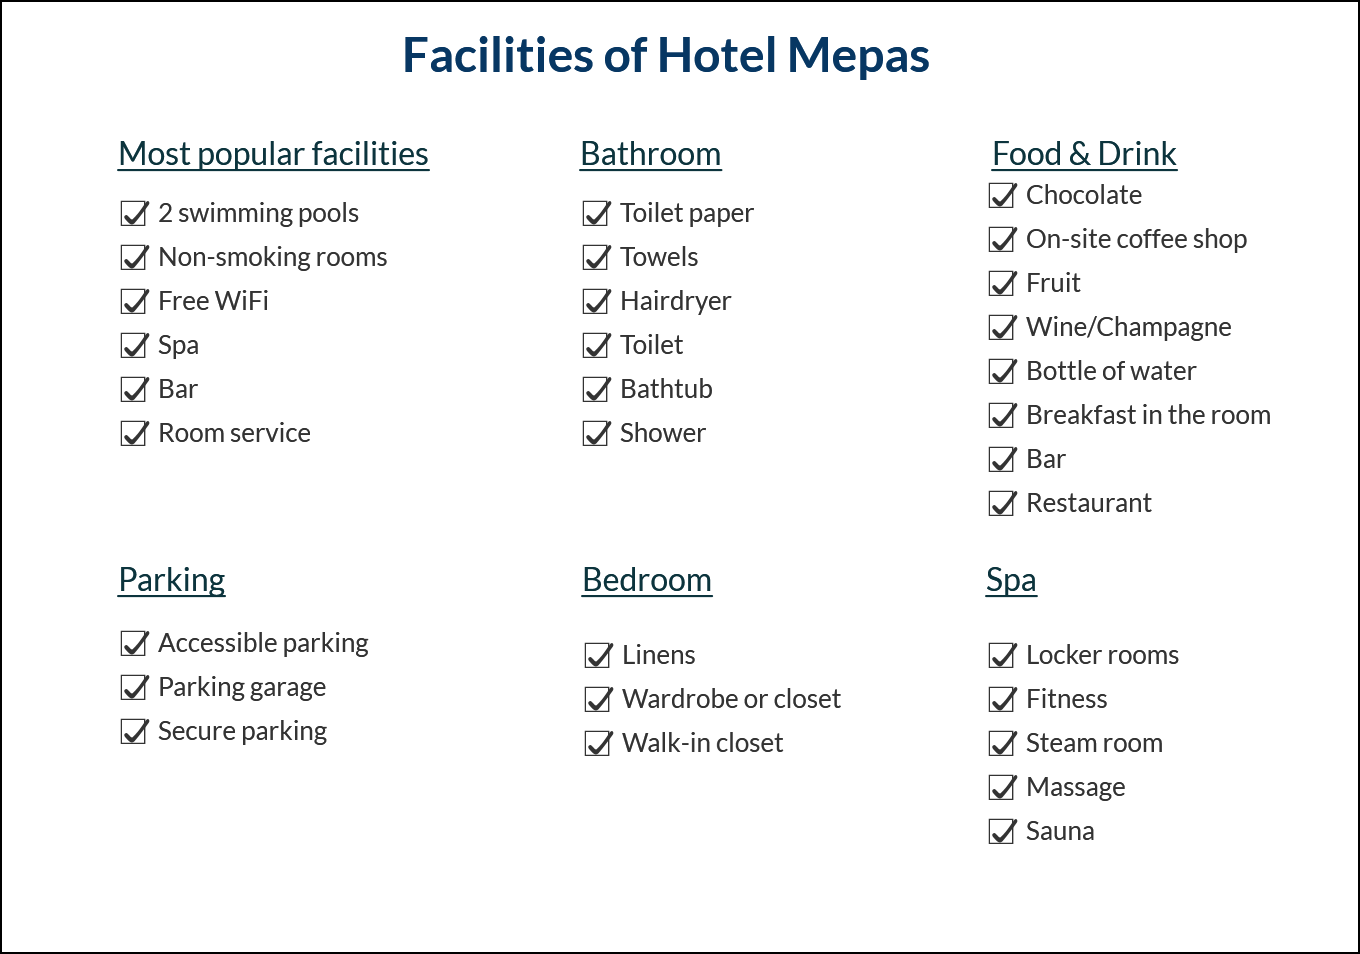 Facilities of Hotel Mepas
Most popular facilities
2 swimming pools
Non-smoking rooms
Free WiFi
Spa
Bar
Room service
Bathroom
Toilet paper
Towels
Hairdryer
Toilet
Bathtub
Shower
Food & Drink
Chocolate
On-site coffee shop
Fruit
Wine/Champagne
Bottle of water
Breakfast in the room
Bar
Restaurant
Parking
Accessible parking
Parking garage
Secure parking
Bedroom
Linens
Wardrobe or closet
Walk-in closet
Spa
Locker rooms
Fitness
Steam room
Massage
Sauna